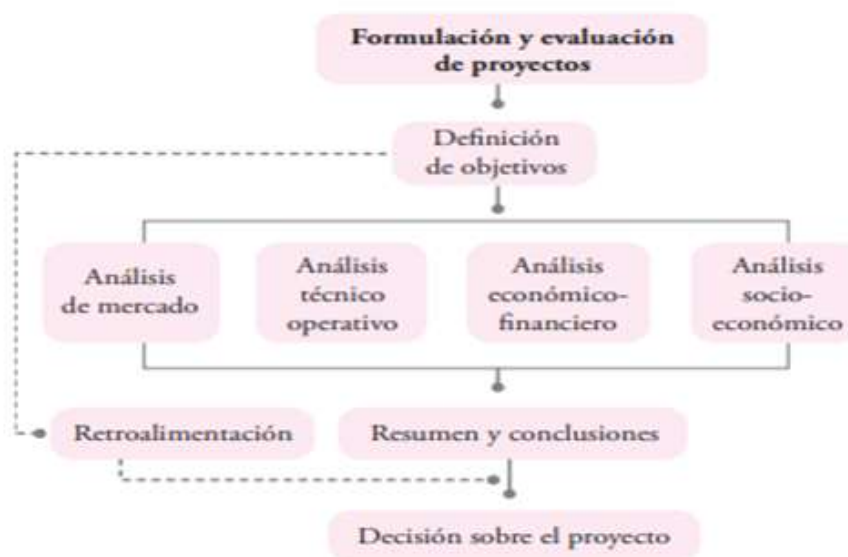 Formulación y evaluación
de proyectos
Definición
de objetivos
Análisis
de mercado
Análisis
técnico
operativo
Análisis
económico-
financiero
Análisis
socio-
económico
Retroalimentación
Resumen y conclusiones
Decisión sobre el proyecto